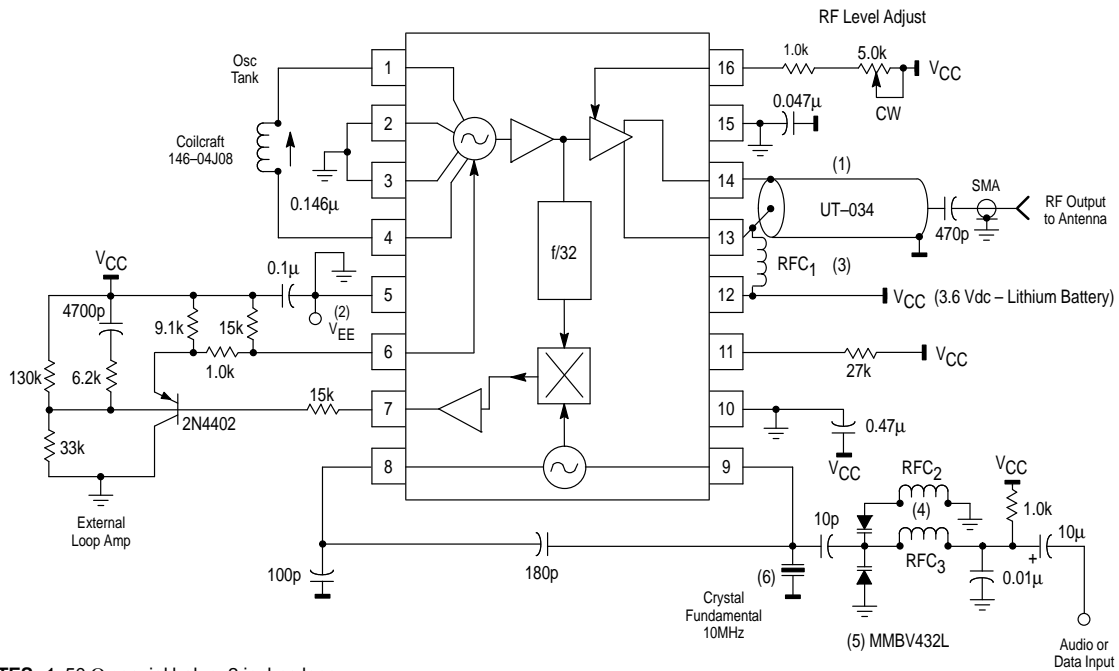 RF Level Adjust
Osc
Tank
Coilcraft
146–04J08
0.146µ
1
2
3
4
5
6
7
8
16
15
14
13
12
11
10
9
1.0k
5.0k
VCC
CW
0.047µ
(1)
UT–034
SMA
470p
RF Output
to Antenna
RFC1 (3)
VCC (3.6 Vdc – Lithium Battery)
27k
VCC
0.47µ
VCC
f/32
VCC
0.1µ
(2)
VEE
4700p
9.1k
15k
1.0k
130k
6.2k
2N4402
15k
33k
External
Loop Amp
100p
180p
(6)
Crystal
Fundamental
10MHz
10p
RFC2
(4)
RFC3
VCC
1.0k
10µ
+
0.01µ
(5) MMBV432L
Audio or
Data Input